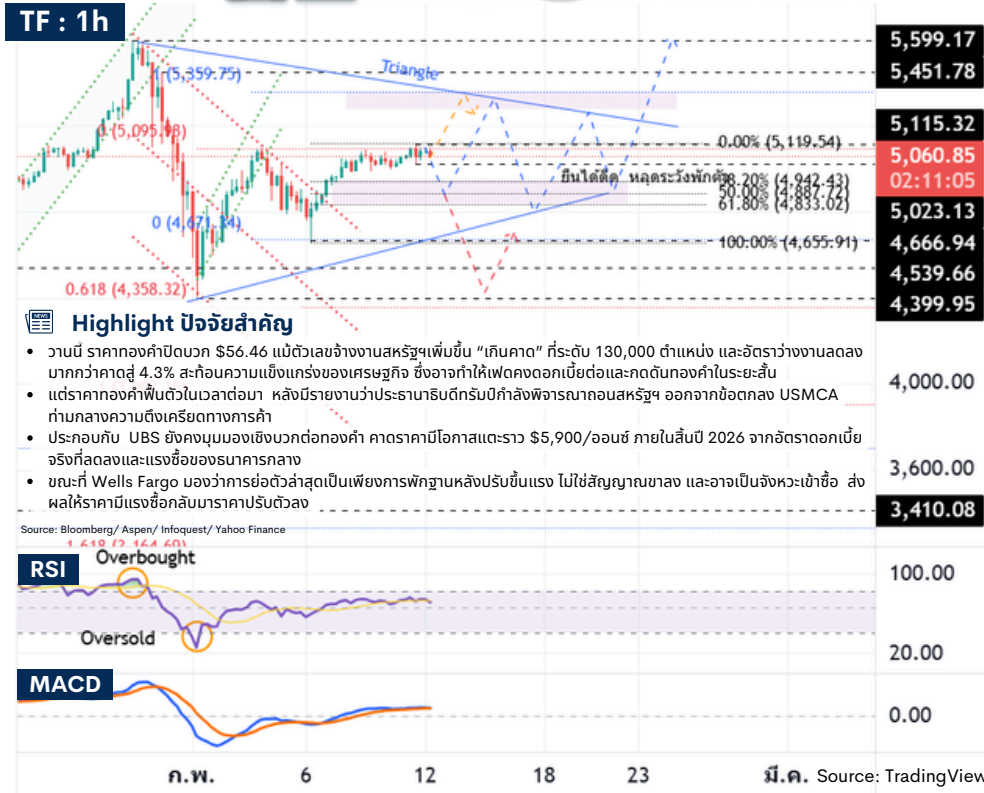 TF : 1h
5,599.17
1 (5,359.75)
Triangle
5,451.78
0 (5,095.93)
5,115.32
0.00% (5,119.54)
5,060.85
02:11:05
ยืนได้ดีด หลุดระวังพักตัว
38.20% (4,942.43)
50.00% (4,887.72)
61.80% (4,833.02)
5,023.13
0 (4,671.34)
100.00% (4,655.91)
4,666.94
4,539.66
0.618 (4,358.32)
4,399.95
Highlight ปัจจัยสำคัญ
• วานนี้ ราคาทองคำปิดบวก $56.46 แม้ตัวเลขจ้างงานสหรัฐฯเพิ่มขึ้น “เกินคาด” ที่ระดับ 130,000 ตำแหน่ง และอัตราว่างงานลดลง
มากกว่าคาดสู่ 4.3% สะท้อนความแข็งแกร่งของเศรษฐกิจ ซึ่งอาจทำให้เฟดคงดอกเบี้ยต่อและกดดันทองคำในระยะสั้น
• แต่ราคาทองคำฟื้นตัวในเวลาต่อมา หลังมีรายงานว่าประธานาธิบดีทรัมป์กำลังพิจารณาถอนสหรัฐฯ ออกจากข้อตกลง USMCA
ท่ามกลางความตึงเครียดทางการค้า
• ประกอบกับ UBS ยังคงมุมมองเชิงบวกต่อทองคำ คาดราคามีโอกาสแตะราว $5,900/ออนซ์ ภายในสิ้นปี 2026 จากอัตราดอกเบี้ย
จริงที่ลดลงและแรงซื้อของธนาคารกลาง
• ขณะที่ Wells Fargo มองว่าการย่อตัวล่าสุดเป็นเพียงการพักฐานหลังปรับขึ้นแรง ไม่ใช่สัญญาณขาลง และอาจเป็นจังหวะเข้าซื้อ ส่ง
ผลให้ราคามีแรงซื้อกลับมาราคาปรับตัวลง
4,000.00
3,600.00
3,410.08
Source: Bloomberg/ Aspen/ Infoquest/ Yahoo Finance
1.618 (3,164.69)
RSI
Overbought
Oversold
100.00
20.00
MACD
0.00
ก.พ. 6 12 18 23 มี.ค.
Source: TradingView